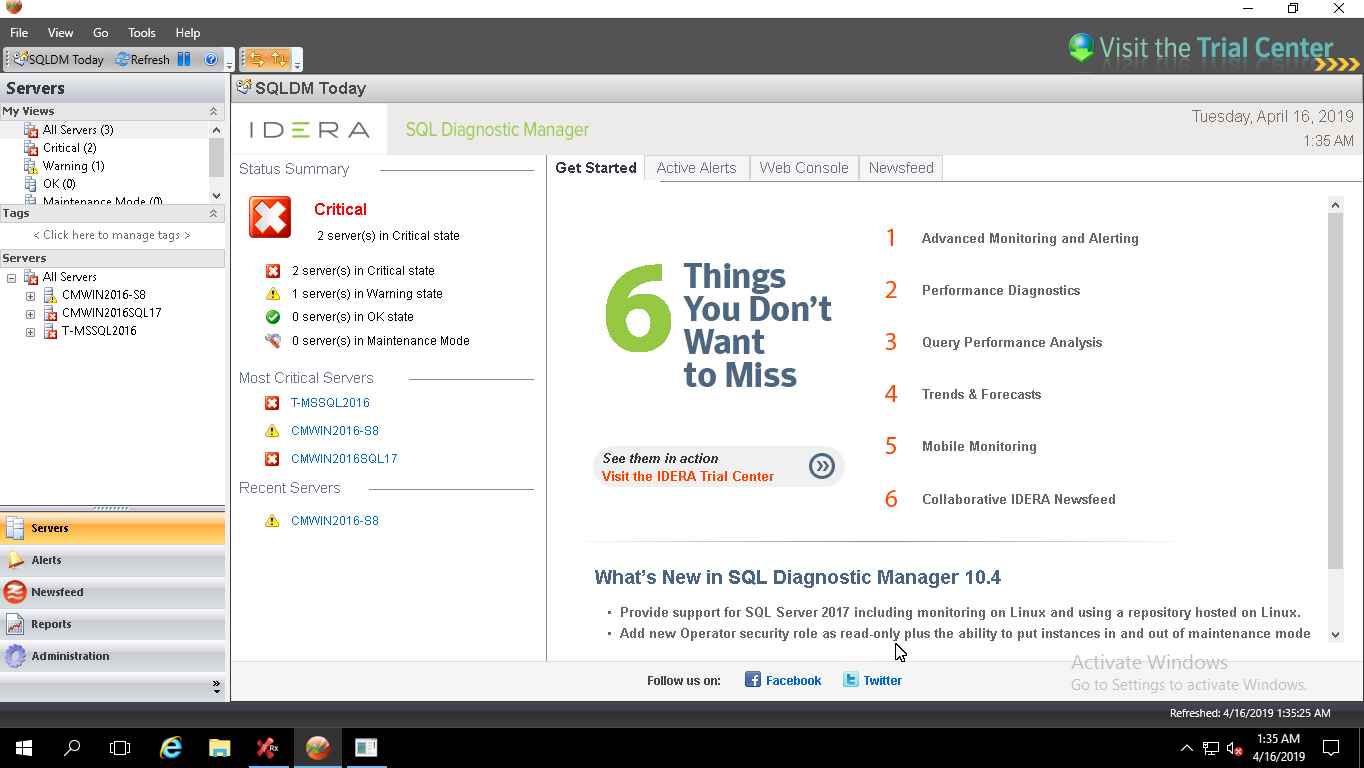 File View Go Tools Help
SQLDM Today Refresh
Visit the Trial Center
Servers
My Views
All Servers (3)
Critical (2)
Warning (1)
OK (0)
Maintenance Mode (0)
Tags
< Click here to manage tags >
Servers
All Servers
CMWIN2016-S8
CMWIN2016SQL17
T-MSSQL2016
Servers
Alerts
Newsfeed
Reports
Administration
SQLDM Today
IDERA SQL Diagnostic Manager
Tuesday, April 16, 2019
1:35 AM
Status Summary
Critical
2 server(s) in Critical state
2 server(s) in Critical state
1 server(s) in Warning state
0 server(s) in OK state
0 server(s) in Maintenance Mode
Most Critical Servers
T-MSSQL2016
CMWIN2016-S8
CMWIN2016SQL17
Recent Servers
CMWIN2016-S8
Get Started Active Alerts Web Console Newsfeed
6 Things
You Don't
Want
to Miss
See them in action
Visit the IDERA Trial Center
1 Advanced Monitoring and Alerting
2 Performance Diagnostics
3 Query Performance Analysis
4 Trends & Forecasts
5 Mobile Monitoring
6 Collaborative IDERA Newsfeed
What's New in SQL Diagnostic Manager 10.4
• Provide support for SQL Server 2017 including monitoring on Linux and using a repository hosted on Linux.
• Add new Operator security role as read-only plus the ability to put instances in and out of maintenance mode
Activate Windows
Go to Settings to activate Windows.
Follow us on: Facebook Twitter
Refreshed: 4/16/2019 1:35:25 AM
Rx
1:35 AM
4/16/2019